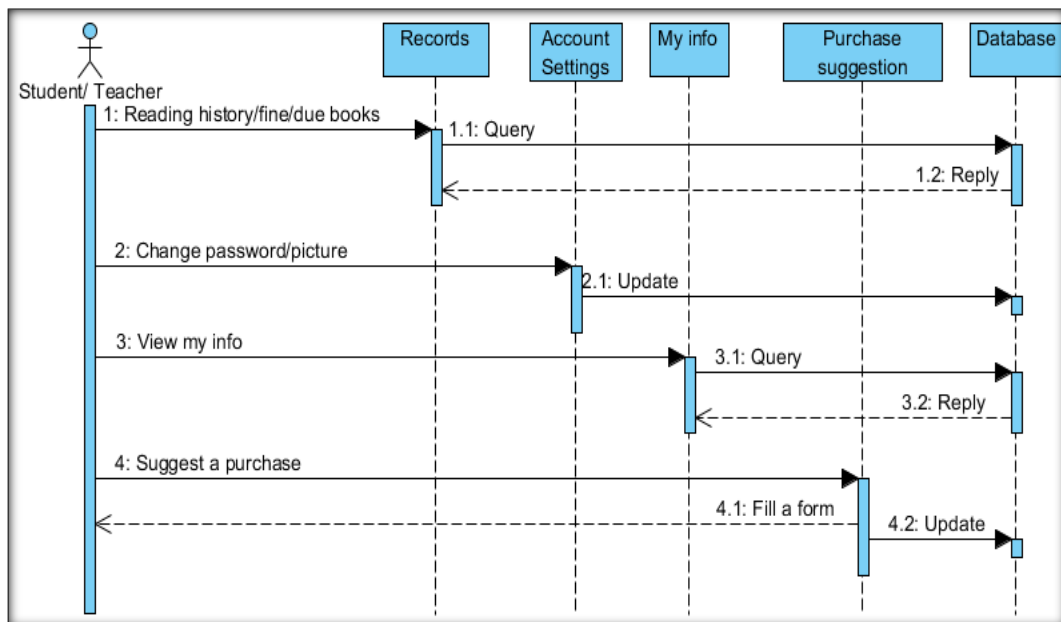 Records
Account
Settings
My info
Purchase
suggestion
Database
Student/ Teacher
1: Reading history/fine/due books
1.1: Query
1.2: Reply
2: Change password/picture
2.1: Update
3: View my info
3.1: Query
3.2: Reply
4: Suggest a purchase
4.1: Fill a form
4.2: Update